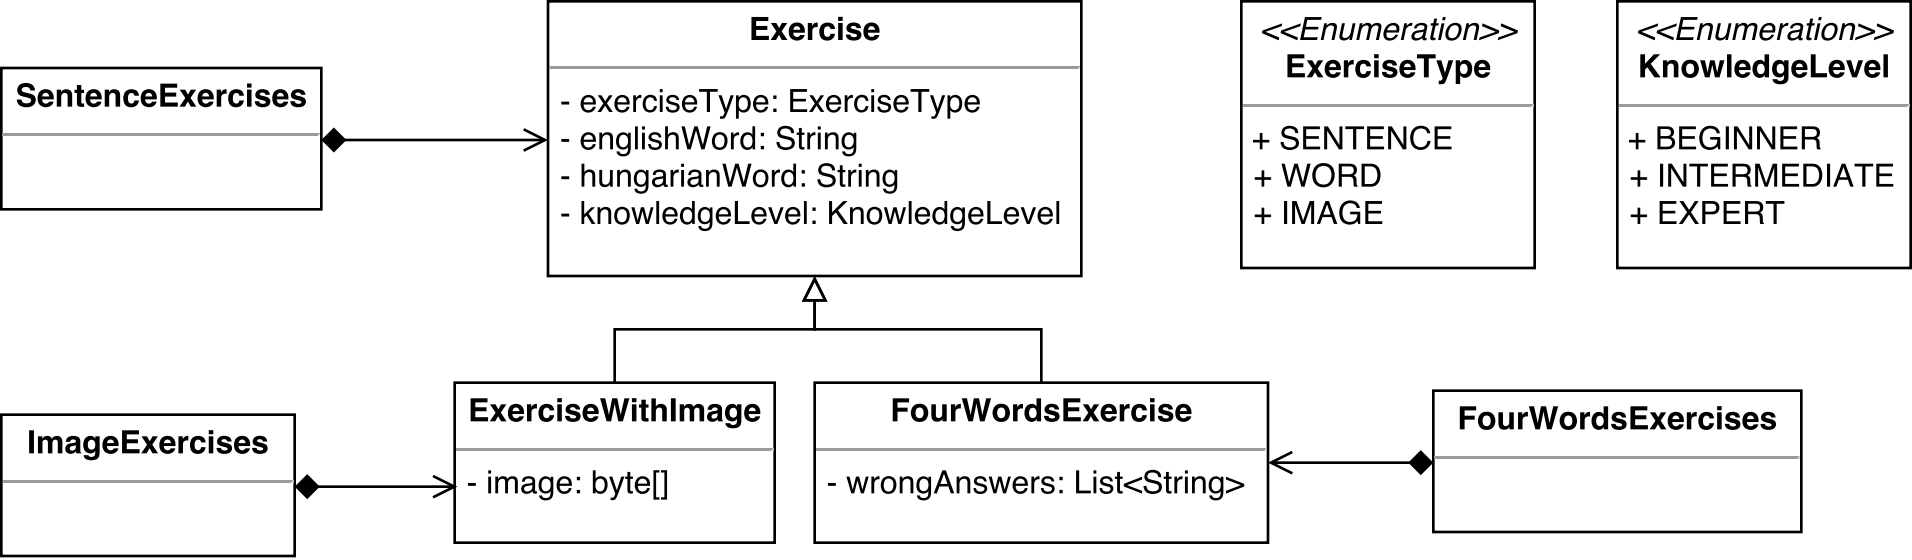 SentenceExercises
Exercise
- exerciseType: ExerciseType
- englishWord: String
- hungarianWord: String
- knowledgeLevel: KnowledgeLevel
<<Enumeration>>
ExerciseType
+ SENTENCE
+ WORD
+ IMAGE
<<Enumeration>>
KnowledgeLevel
+ BEGINNER
+ INTERMEDIATE
+ EXPERT
ImageExercises
ExerciseWithImage
- image: byte[]
FourWordsExercise
- wrongAnswers: List<String>
FourWordsExercises